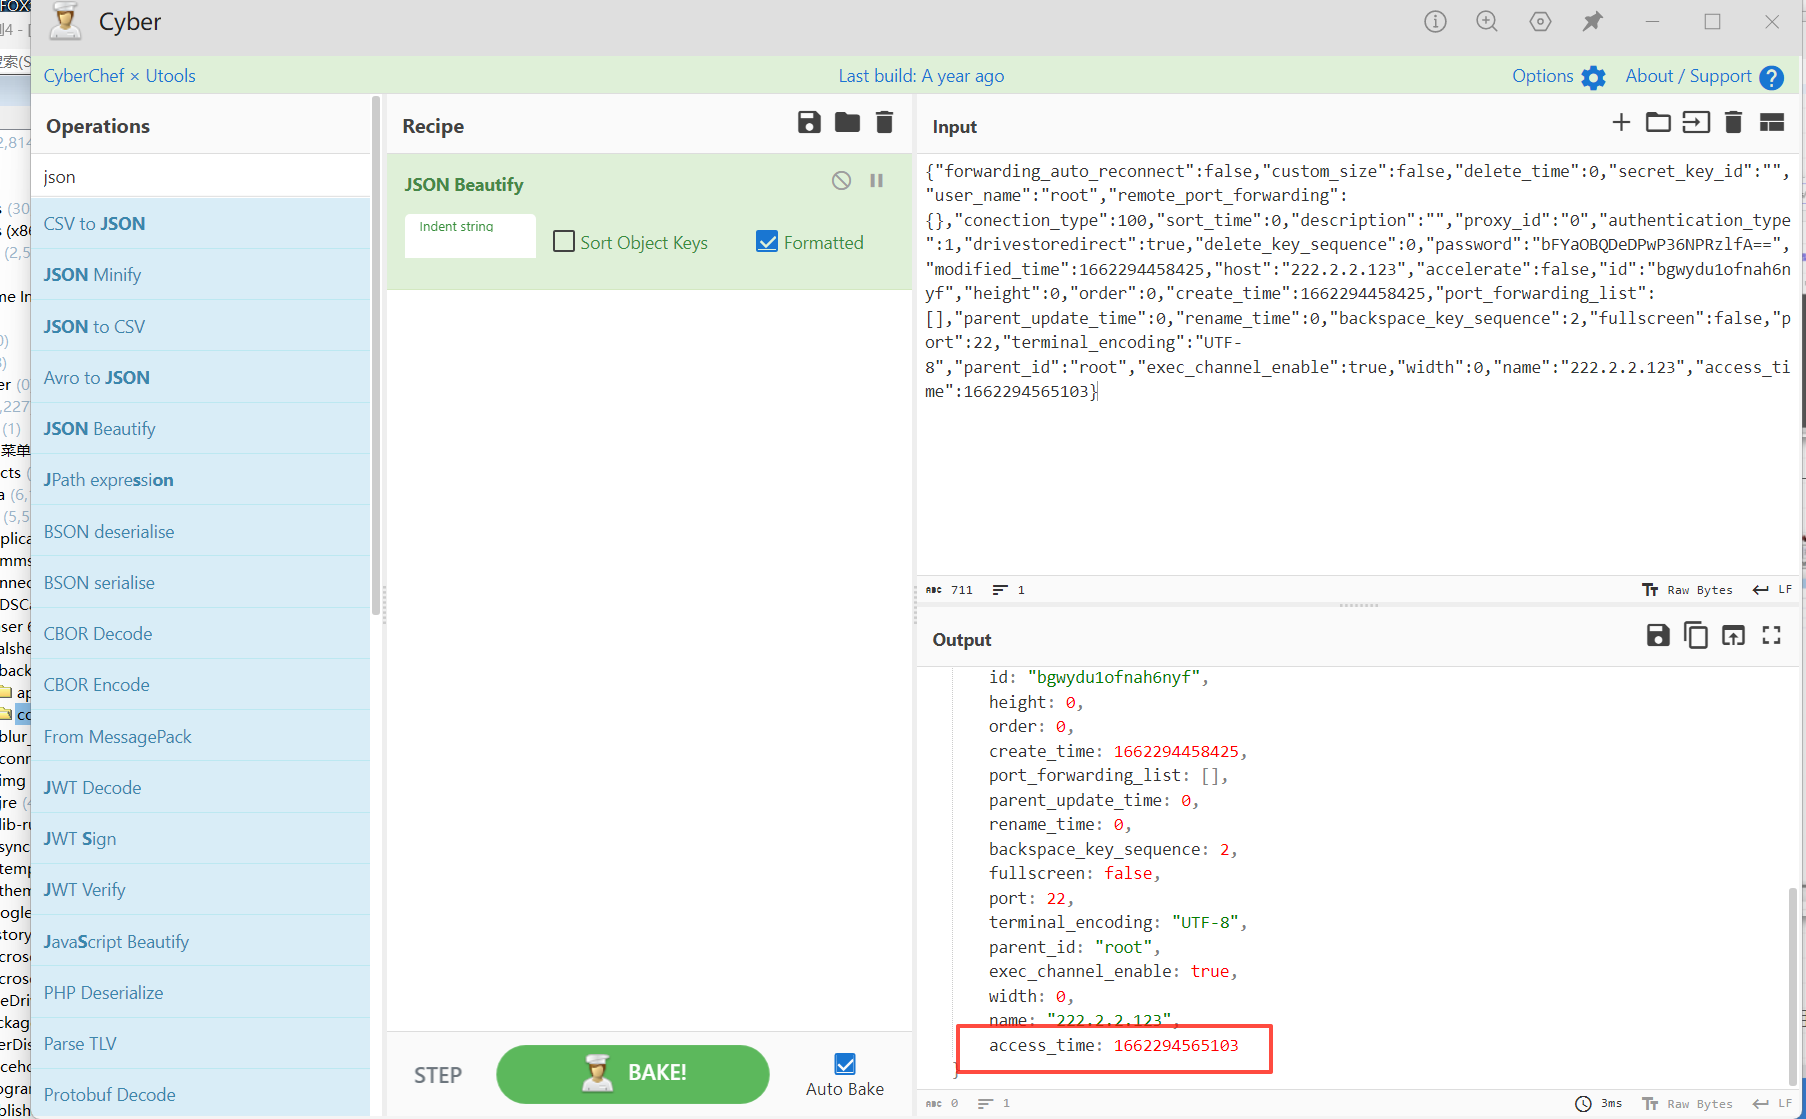 Cyber
CyberChef × Utools
Last build: A year ago
Options
About / Support
Operations
json
CSV to JSON
JSON Minify
JSON to CSV
Avro to JSON
JSON Beautify
JPath expression
BSON deserialise
BSON serialise
CBOR Decode
CBOR Encode
From MessagePack
JWT Decode
JWT Sign
JWT Verify
JavaScript Beautify
PHP Deserialize
Parse TLV
Protobuf Decode
Recipe
JSON Beautify
Indent string
Sort Object Keys
Formatted
STEP
BAKE!
Auto Bake
Input
{"forwarding_auto_reconnect":false,"custom_size":false,"delete_time":0,"secret_key_id":"",
"user_name":"root","remote_port_forwarding":
{},"conection_type":100,"sort_time":0,"description":"","proxy_id":"0","authentication_type
":1,"drivestoredirect":true,"delete_key_sequence":0,"password":"bFYaOBQDeDPwP36NPRzlfA==",
"modified_time":1662294458425,"host":"222.2.2.123","accelerate":false,"id":"bgwydu1ofnah6n
yf","height":0,"order":0,"create_time":1662294458425,"port_forwarding_list":
[],"parent_update_time":0,"rename_time":0,"backspace_key_sequence":2,"fullscreen":false,"p
ort":22,"terminal_encoding":"UTF-
8","parent_id":"root","exec_channel_enable":true,"width":0,"name":"222.2.2.123","access_ti
me":1662294565103}
ABC 711
1
Raw Bytes
LF
Output
id: "bgwydu1ofnah6nyf",
height: 0,
order: 0,
create_time: 1662294458425,
port_forwarding_list: [],
parent_update_time: 0,
rename_time: 0,
backspace_key_sequence: 2,
fullscreen: false,
port: 22,
terminal_encoding: "UTF-8",
parent_id: "root",
exec_channel_enable: true,
width: 0,
name: "222.2.2.123",
access_time: 1662294565103
}
ABC 0
1
3ms
Raw Bytes
LF